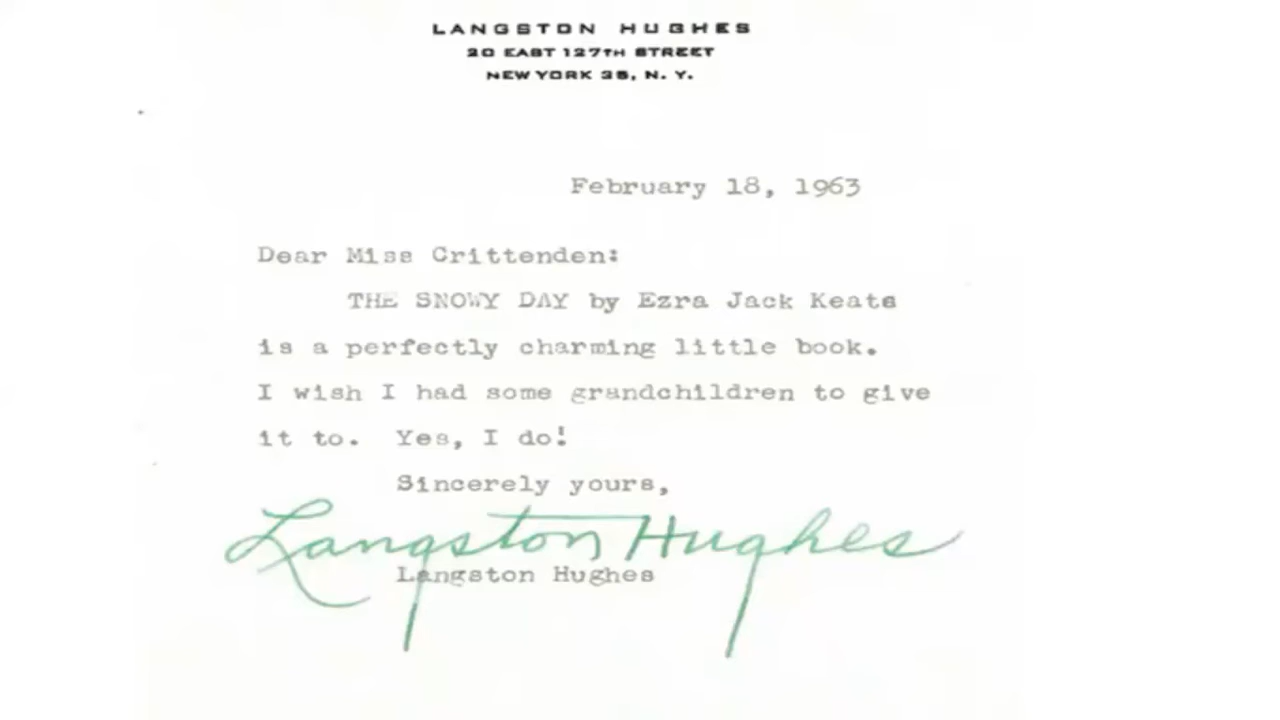 LANGSTON HUGHES
20 EAST 127TH STREET
NEW YORK 35, N. Y.
February 18, 1963
Dear Miss Crittenden:
THE SNOWY DAY by Ezra Jack Keats
is a perfectly charming little book.
I wish I had some grandchildren to give
it to. Yes, I do!
Sincerely yours,
Langston Hughes
Langston Hughes